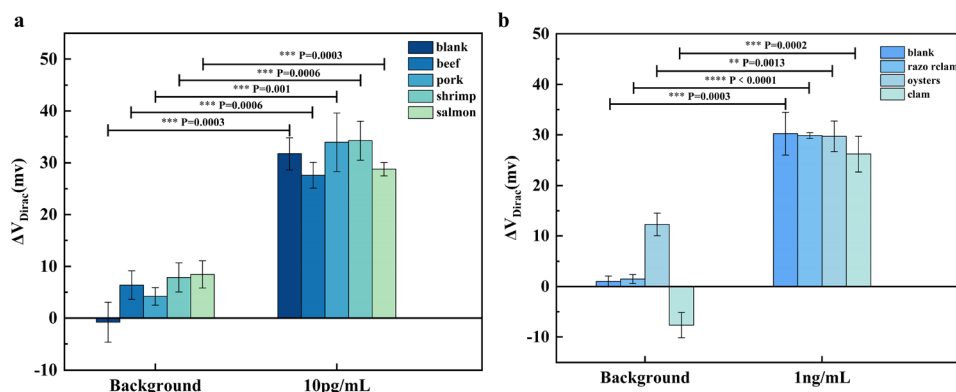 a
50
40
30
20
10
0
-10
ΔV_Dirac(mv)
*** P=0.0003
*** P=0.0006
*** P=0.001
*** P=0.0006
*** P=0.0003
blank
beef
pork
shrimp
salmon
Background 10pg/mL
b
50
40
30
20
10
0
-10
ΔV_Dirac(mv)
*** P=0.0002
** P=0.0013
**** P < 0.0001
*** P=0.0003
blank
razo rclam
oysters
clam
Background 1ng/mL